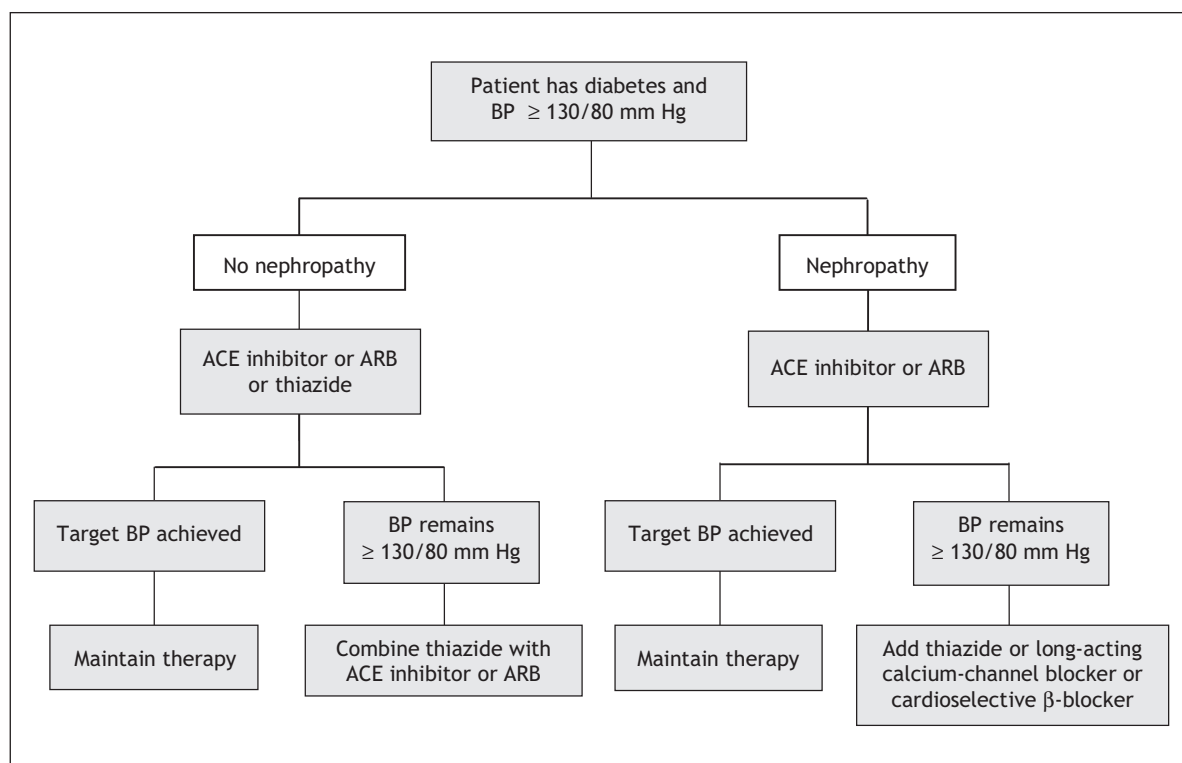 Patient has diabetes and
BP ≥ 130/80 mm Hg
No nephropathy
Nephropathy
ACE inhibitor or ARB
or thiazide
ACE inhibitor or ARB
Target BP achieved
BP remains
≥ 130/80 mm Hg
Target BP achieved
BP remains
≥ 130/80 mm Hg
Maintain therapy
Combine thiazide with
ACE inhibitor or ARB
Maintain therapy
Add thiazide or long-acting
calcium-channel blocker or
cardioselective β-blocker